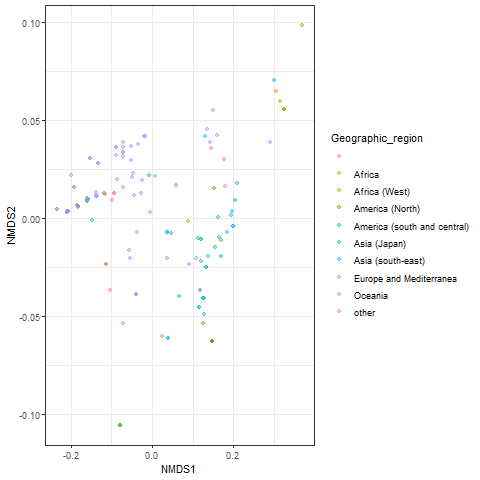 0.10
0.05
0.00
-0.05
-0.10
NMDS2
-0.2
0.0
0.2
NMDS1
Geographic_region
Africa
Africa (West)
America (North)
America (south and central)
Asia (Japan)
Asia (south-east)
Europe and Mediterranea
Oceania
other